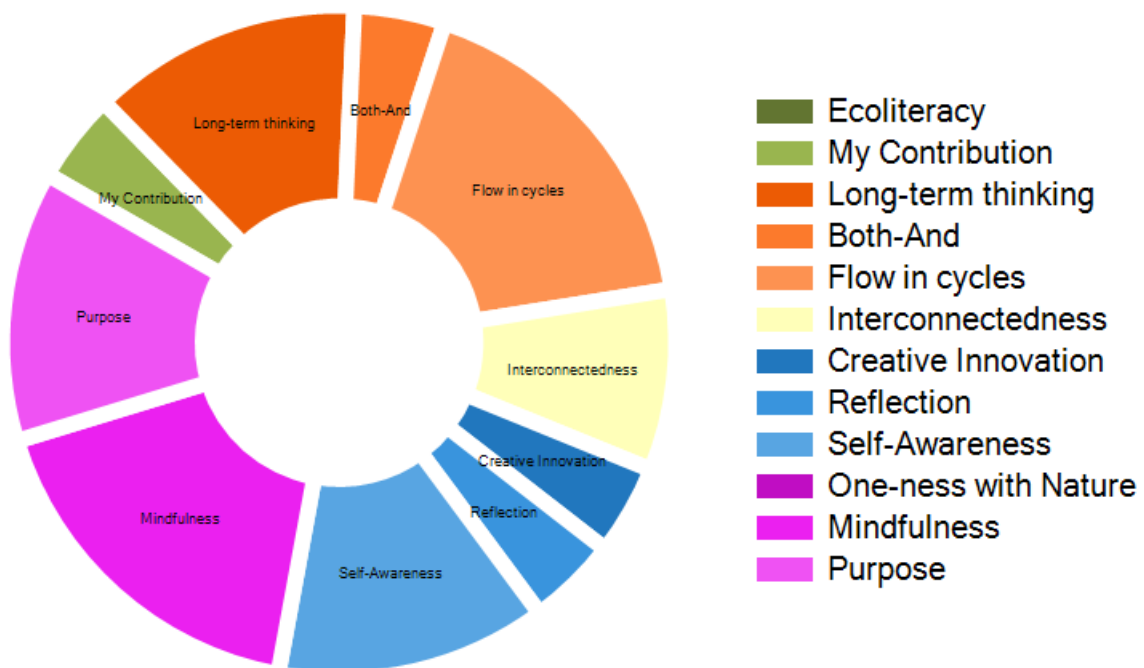 Long-term thinking
Both-And
Flow in cycles
My Contribution
Purpose
Interconnectedness
Mindfulness
Creative Innovation
Reflection
Self-Awareness
Ecoliteracy
My Contribution
Long-term thinking
Both-And
Flow in cycles
Interconnectedness
Creative Innovation
Reflection
Self-Awareness
One-ness with Nature
Mindfulness
Purpose